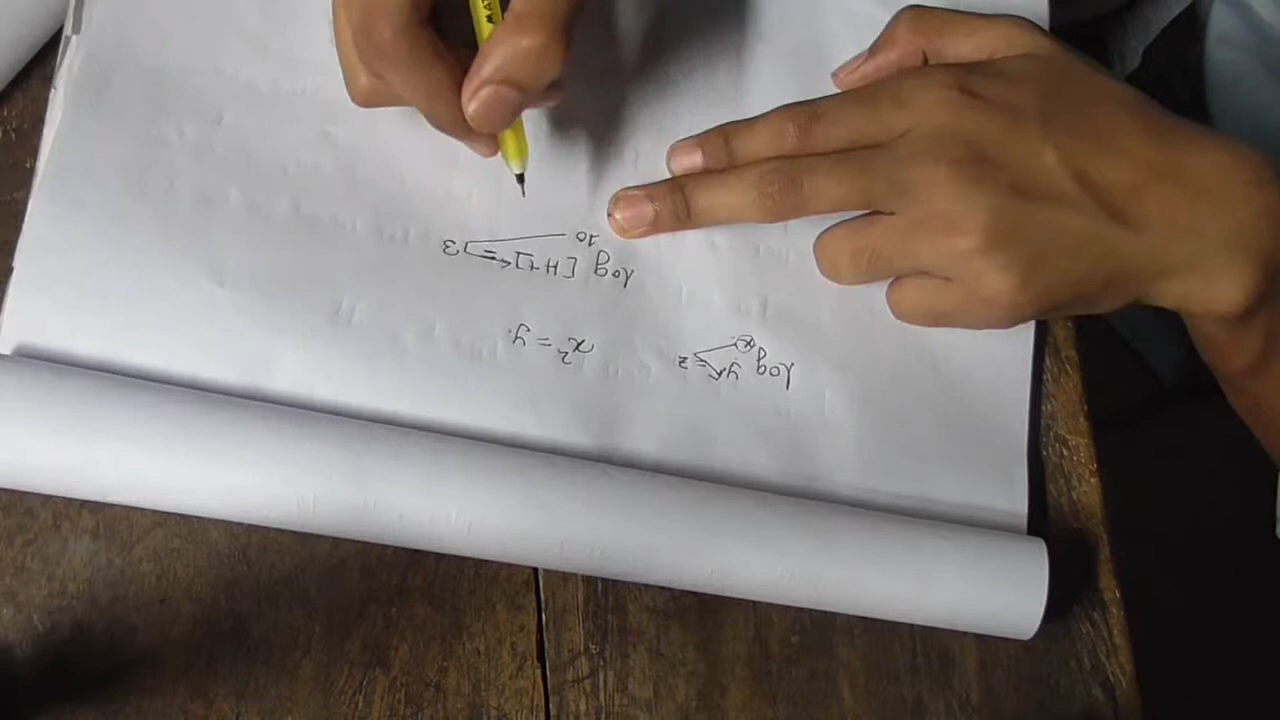 log_x y = z
x^z = y
log_10 [H+] = 3